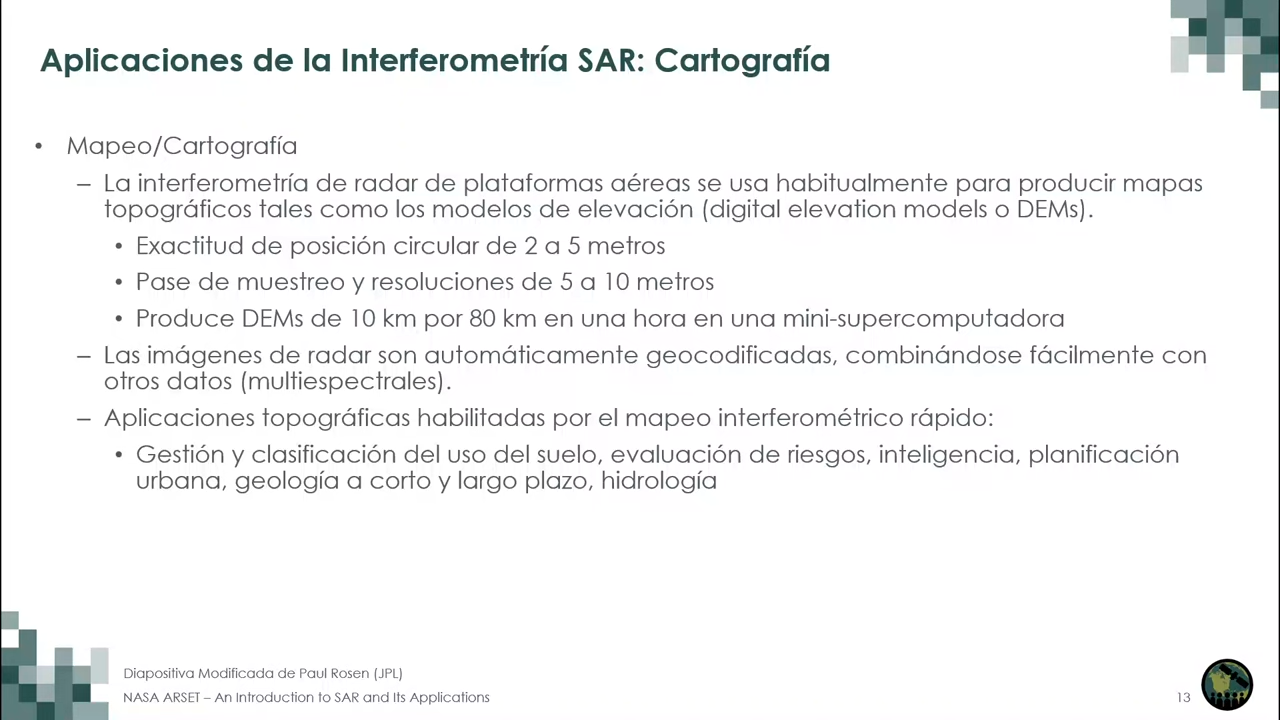 Aplicaciones de la Interferometría SAR: Cartografía
• Mapeo/Cartografía
– La interferometría de radar de plataformas aéreas se usa habitualmente para producir mapas
topográficos tales como los modelos de elevación (digital elevation models o DEMs).
• Exactitud de posición circular de 2 a 5 metros
• Pase de muestreo y resoluciones de 5 a 10 metros
• Produce DEMs de 10 km por 80 km en una hora en una mini-supercomputadora
– Las imágenes de radar son automáticamente geocodificadas, combinándose fácilmente con
otros datos (multiespectrales).
– Aplicaciones topográficas habilitadas por el mapeo interferométrico rápido:
• Gestión y clasificación del uso del suelo, evaluación de riesgos, inteligencia, planificación
urbana, geología a corto y largo plazo, hidrología
Diapositiva Modificada de Paul Rosen (JPL)
NASA ARSET – An Introduction to SAR and Its Applications
13